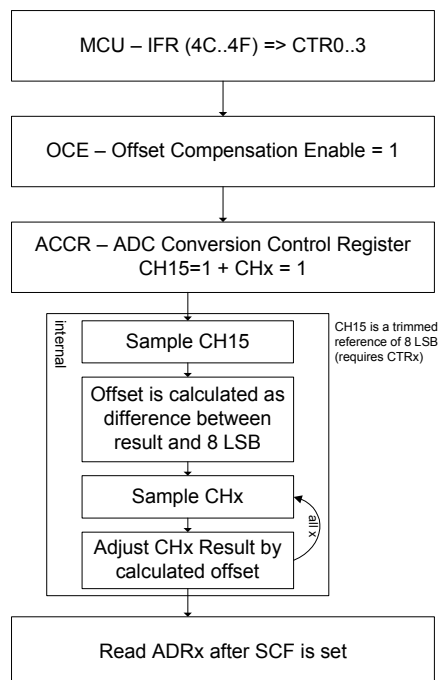 MCU – IFR (4C..4F) => CTR0..3
OCE – Offset Compensation Enable = 1
ACCR – ADC Conversion Control Register
CH15=1 + CHx = 1
internal
CH15 is a trimmed
reference of 8 LSB
(requires CTRx)
Sample CH15
Offset is calculated as
difference between
result and 8 LSB
Sample CHx
all x
Adjust CHx Result by
calculated offset
Read ADRx after SCF is set